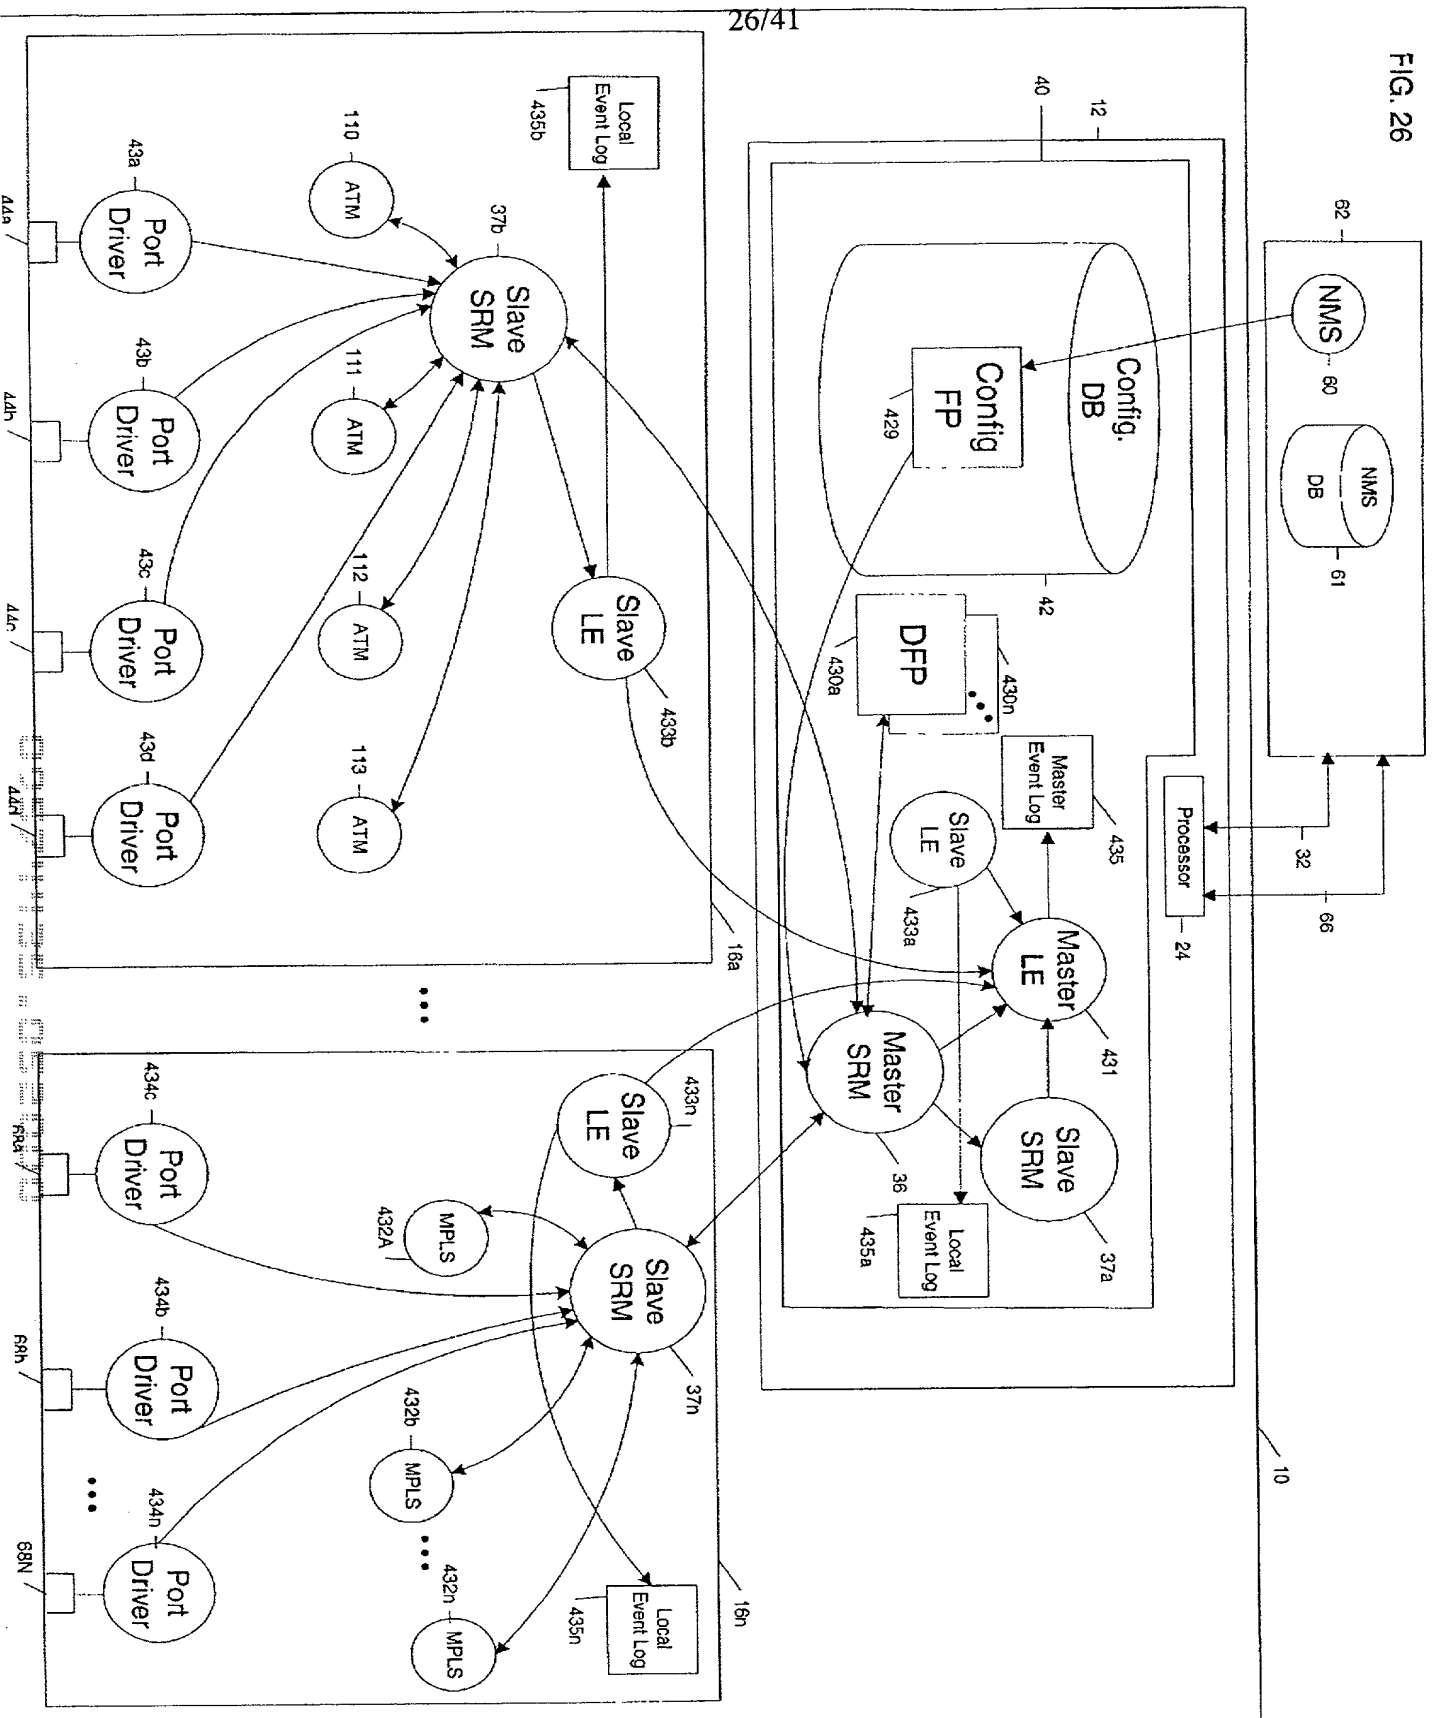 26/41
FIG. 26
62
NMS
60
NMS
DB
61
32
66
10
12
40
Processor
24
Config.
DB
42
Config
FP
429
DFP
430a
430n
Master
Event Log
435
Slave
LE
433a
Master
LE
431
Master
SRM
36
Slave
SRM
37a
Local
Event Log
435a
16a
Local
Event Log
435b
Slave
SRM
37b
Slave
LE
433b
110
ATM
111
ATM
112
ATM
113
ATM
43a
Port
Driver
44a
43b
Port
Driver
44b
43c
Port
Driver
44c
43d
Port
Driver
44d
16n
433n
Slave
LE
Slave
SRM
37n
MPLS
432A
432b
MPLS
432n
MPLS
Local
Event Log
435n
434c
Port
Driver
68a
434b
Port
Driver
68b
434n
Port
Driver
68N